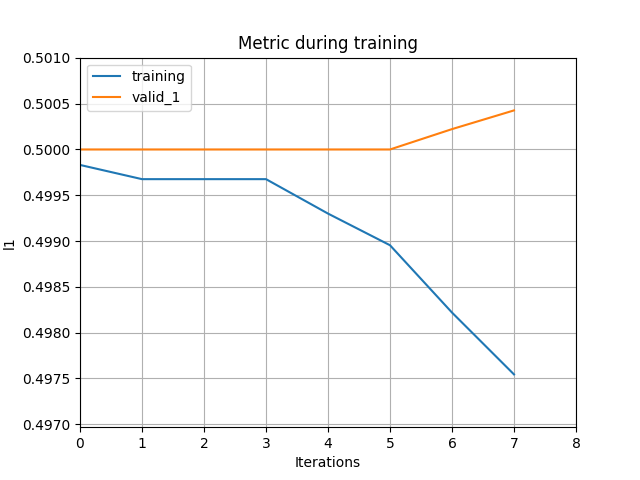 Metric during training
training
valid_1
0.5010
0.5005
0.5000
0.4995
0.4990
0.4985
0.4980
0.4975
0.4970
l1
0 1 2 3 4 5 6 7 8
Iterations